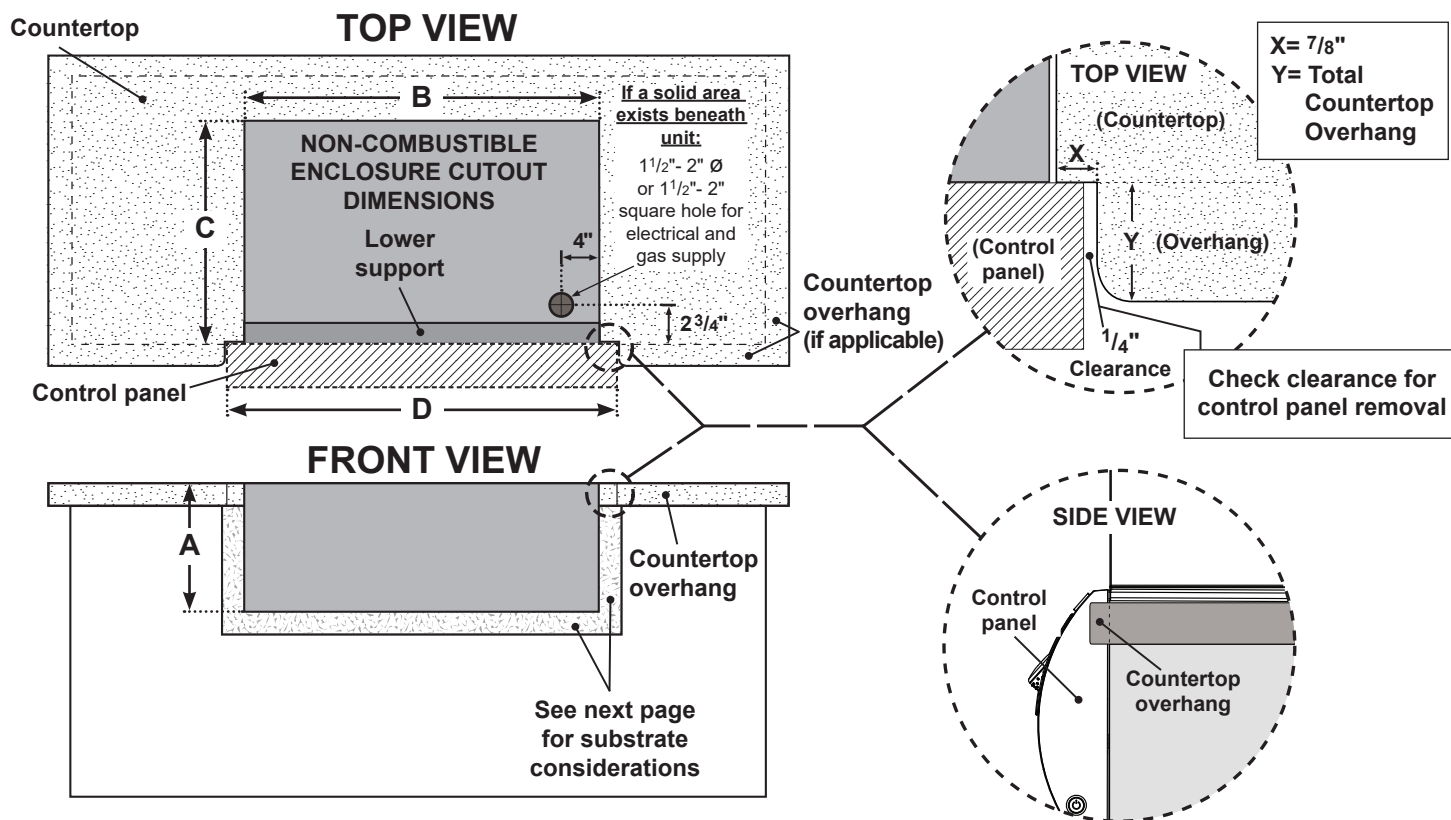 TOP VIEW
Countertop
B
If a solid area
exists beneath
unit:
1 1/2"- 2" Ø
or 1 1/2"- 2"
square hole for
electrical and
gas supply
NON-COMBUSTIBLE
ENCLOSURE CUTOUT
DIMENSIONS
C
Lower
support
4"
2 3/4"
Countertop
overhang
(if applicable)
Control panel
D
TOP VIEW
(Countertop)
X
Y
(Overhang)
(Control
panel)
1/4"
Clearance
X= 7/8"
Y= Total
Countertop
Overhang
Check clearance for
control panel removal
FRONT VIEW
A
Countertop
overhang
See next page
for substrate
considerations
SIDE VIEW
Control
panel
Countertop
overhang